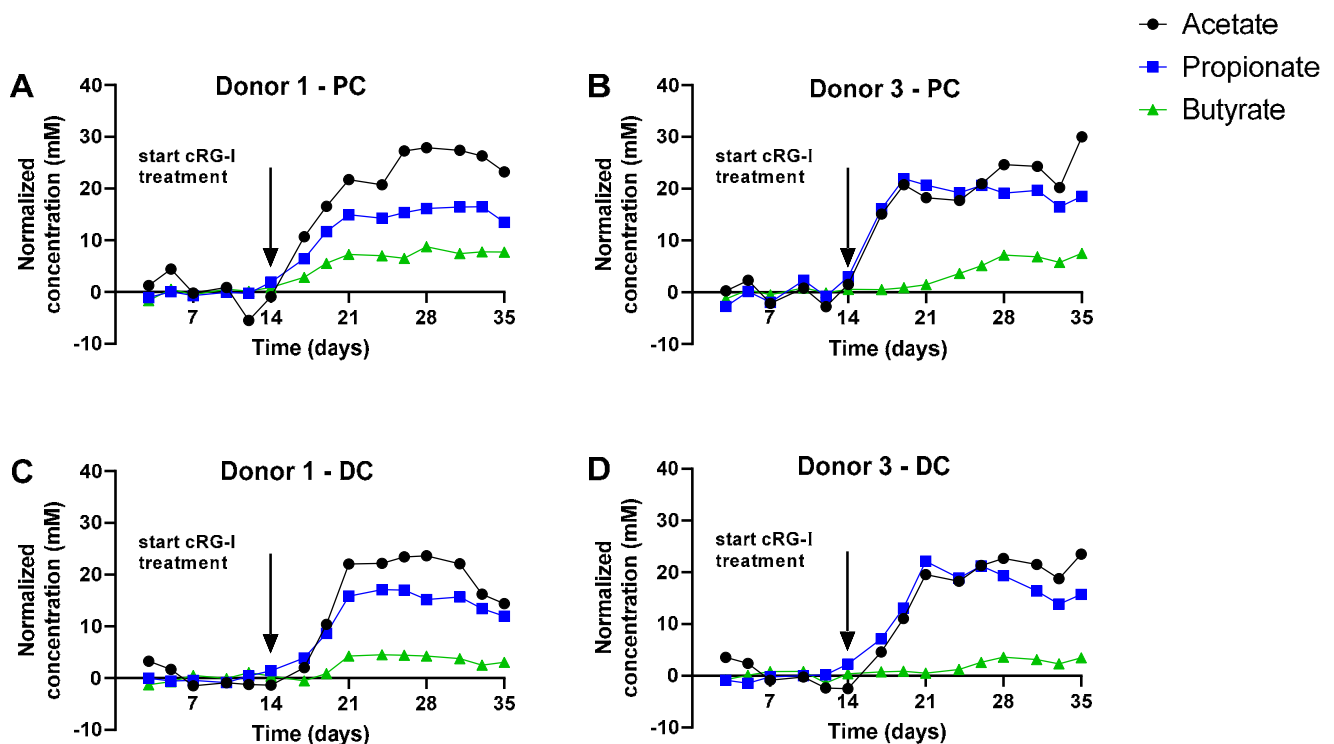 Acetate
Propionate
Butyrate
A
Donor 1 - PC
Normalized
concentration (mM)
40
30
20
10
0
-10
start cRG-I
treatment
7
14
21
28
35
Time (days)
B
Donor 3 - PC
Normalized
concentration (mM)
40
30
20
10
0
-10
start cRG-I
treatment
7
14
21
28
35
Time (days)
C
Donor 1 - DC
Normalized
concentration (mM)
40
30
20
10
0
-10
start cRG-I
treatment
7
14
21
28
35
Time (days)
D
Donor 3 - DC
Normalized
concentration (mM)
40
30
20
10
0
-10
start cRG-I
treatment
7
14
21
28
35
Time (days)